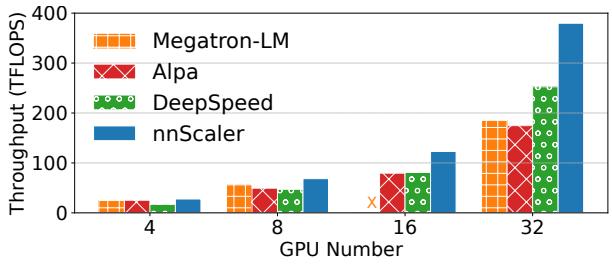 Throughput (TFLOPS)
400
300
200
100
0
Megatron-LM
Alpa
DeepSpeed
nnScaler
X
4 8 16 32
GPU Number